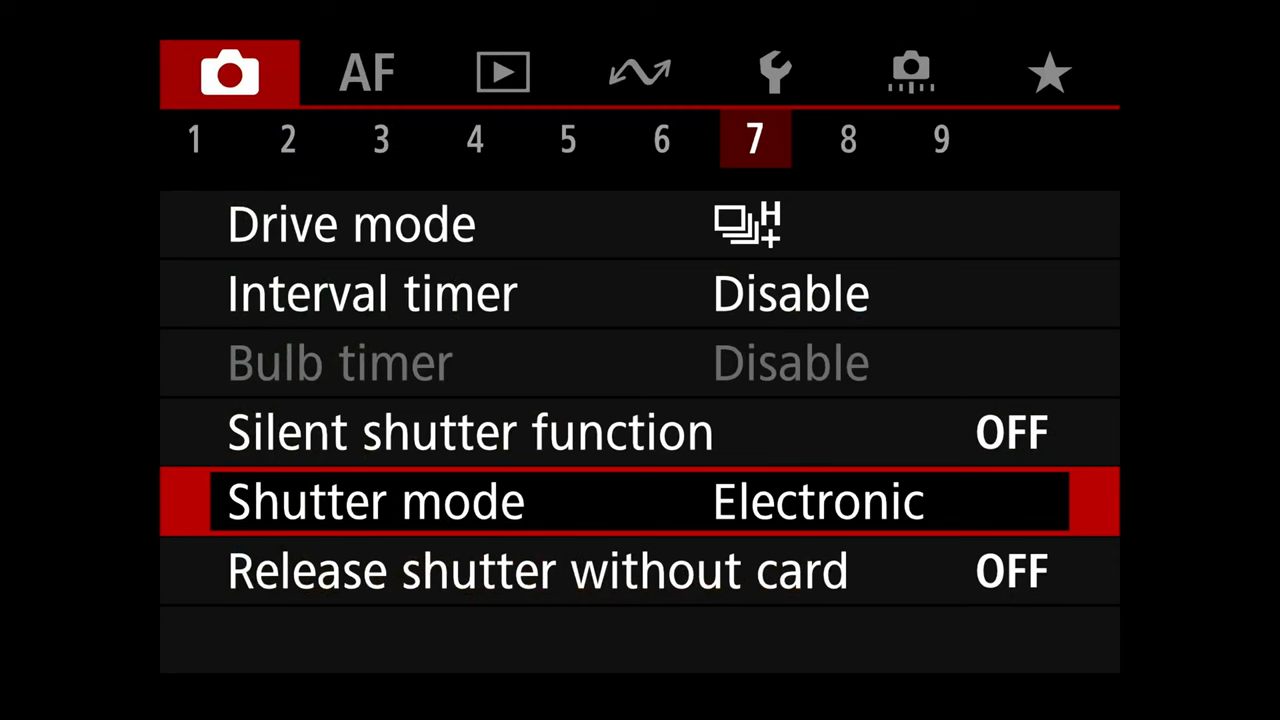 AF
1 2 3 4 5 6 7 8 9
Drive mode H+
Interval timer Disable
Bulb timer Disable
Silent shutter function OFF
Shutter mode Electronic
Release shutter without card OFF